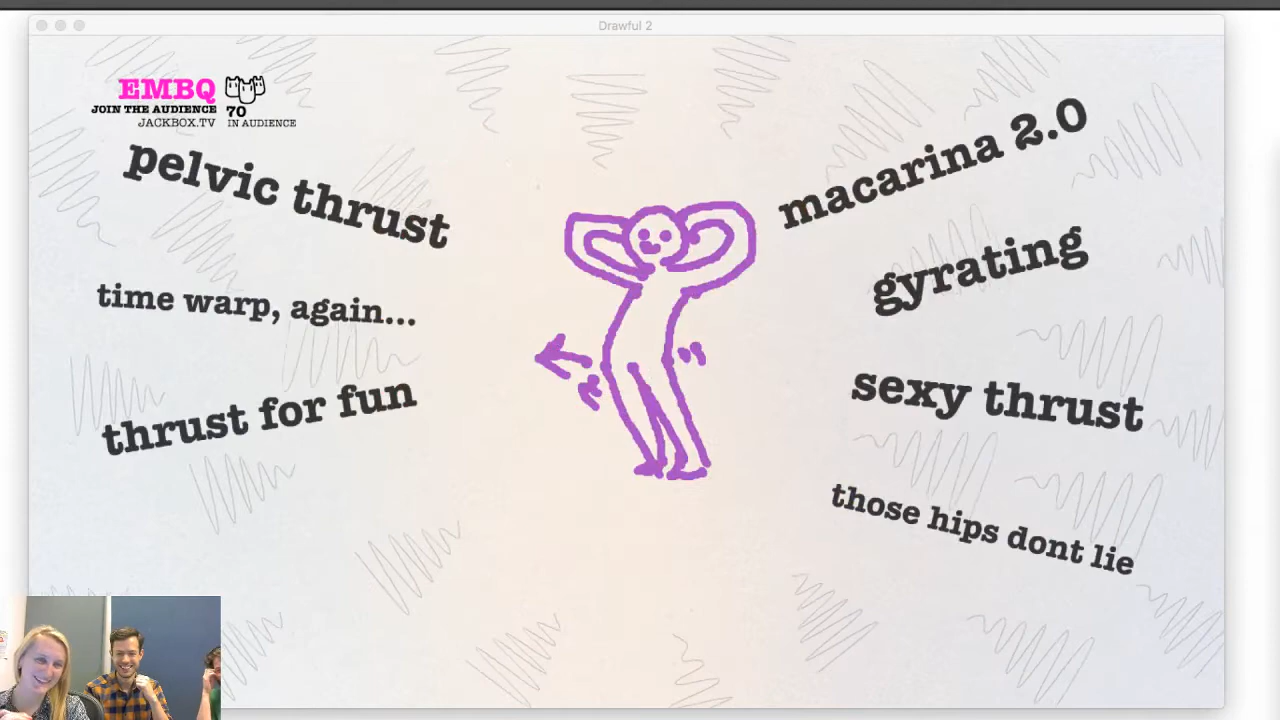 Drawful 2
EMBQ
JOIN THE AUDIENCE
JACKBOX.TV
70
IN AUDIENCE
pelvic thrust
time warp, again...
thrust for fun
macarina 2.0
gyrating
sexy thrust
those hips dont lie